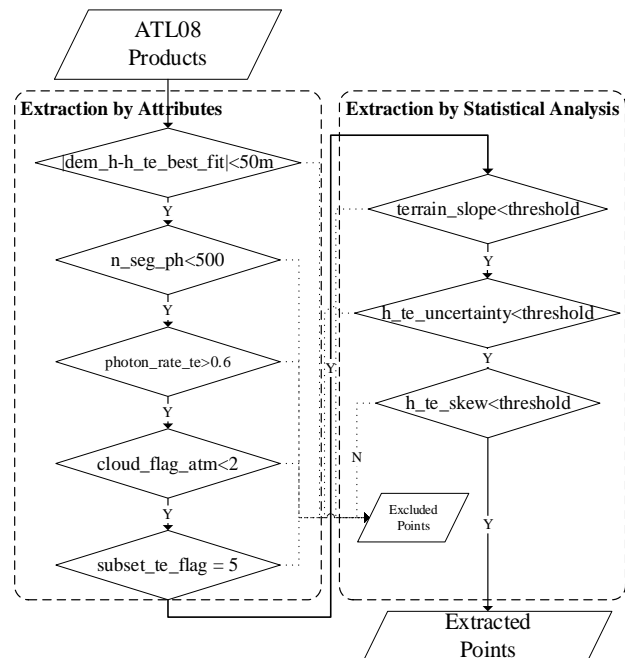 ATL08
Products
Extraction by Attributes
|dem_h-h_te_best_fit|<50m
Y
n_seg_ph<500
Y
photon_rate_te>0.6
Y
cloud_flag_atm<2
Y
subset_te_flag = 5
Y
Extraction by Statistical Analysis
terrain_slope<threshold
Y
h_te_uncertainty<threshold
Y
h_te_skew<threshold
N
Excluded
Points
Y
Extracted
Points